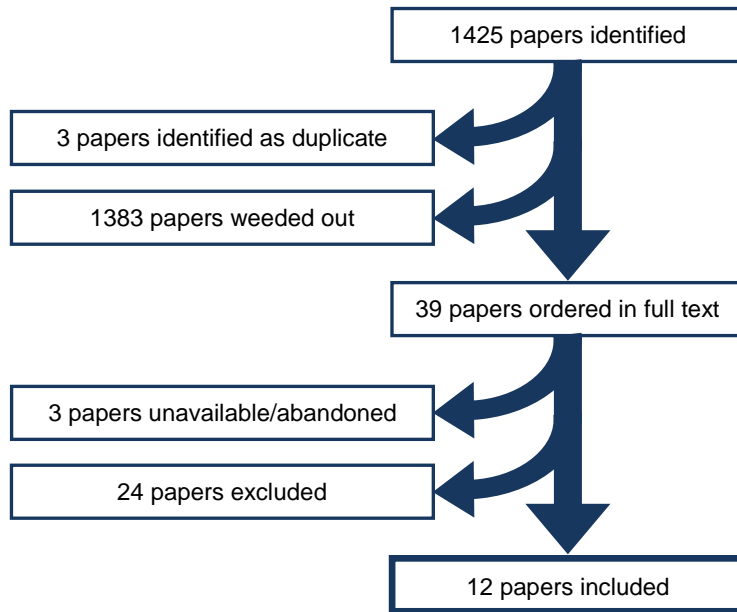 1425 papers identified
3 papers identified as duplicate
1383 papers weeded out
39 papers ordered in full text
3 papers unavailable/abandoned
24 papers excluded
12 papers included